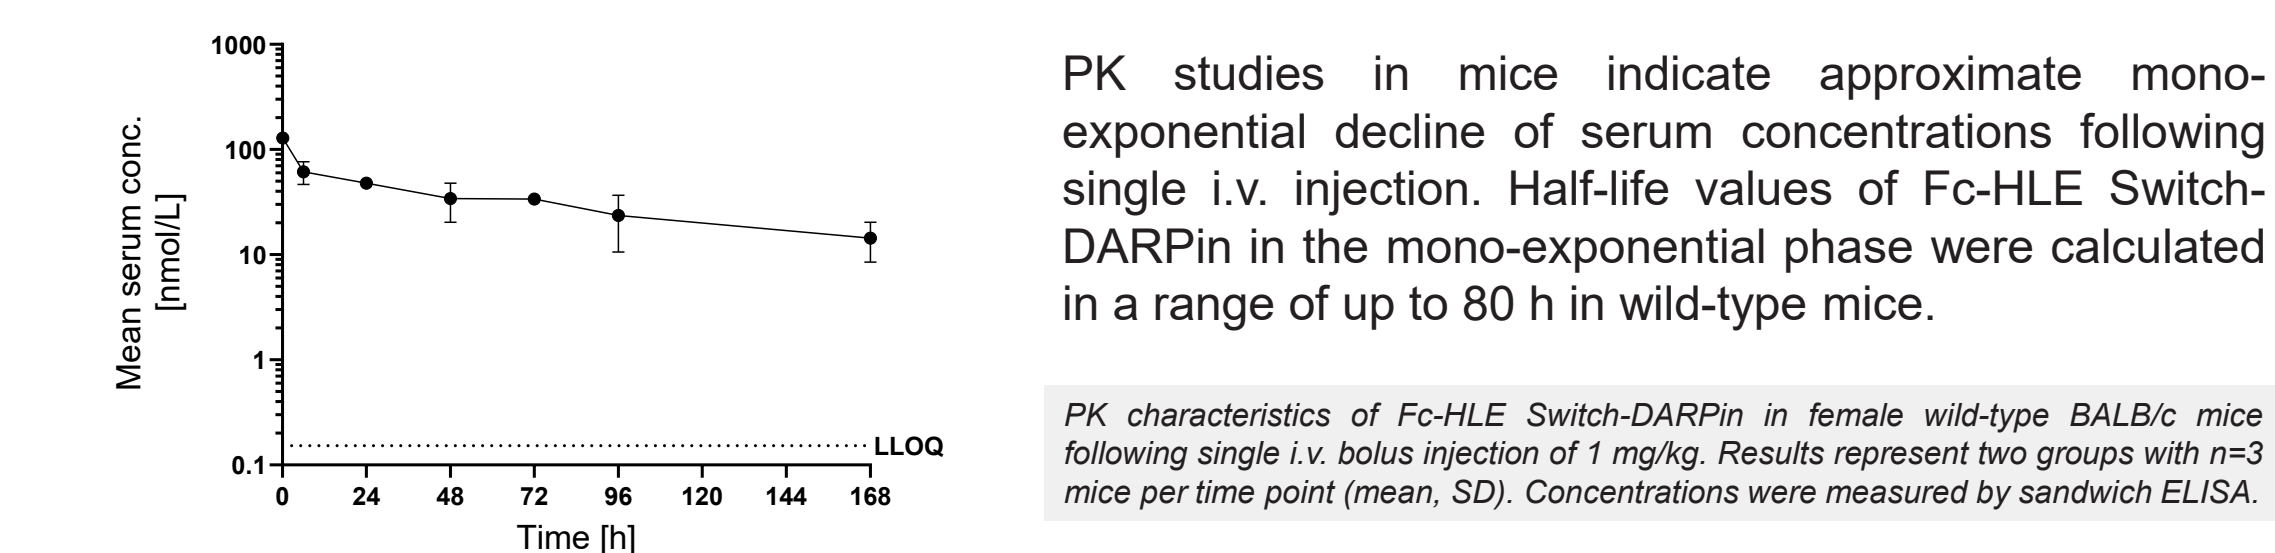 1000
100
10
1
0.1
Mean serum conc.
[nmol/L]
LLOQ
0 24 48 72 96 120 144 168
Time [h]
PK studies in mice indicate approximate mono-
exponential decline of serum concentrations following
single i.v. injection. Half-life values of Fc-HLE Switch-
DARPin in the mono-exponential phase were calculated
in a range of up to 80 h in wild-type mice.
PK characteristics of Fc-HLE Switch-DARPin in female wild-type BALB/c mice
following single i.v. bolus injection of 1 mg/kg. Results represent two groups with n=3
mice per time point (mean, SD). Concentrations were measured by sandwich ELISA.